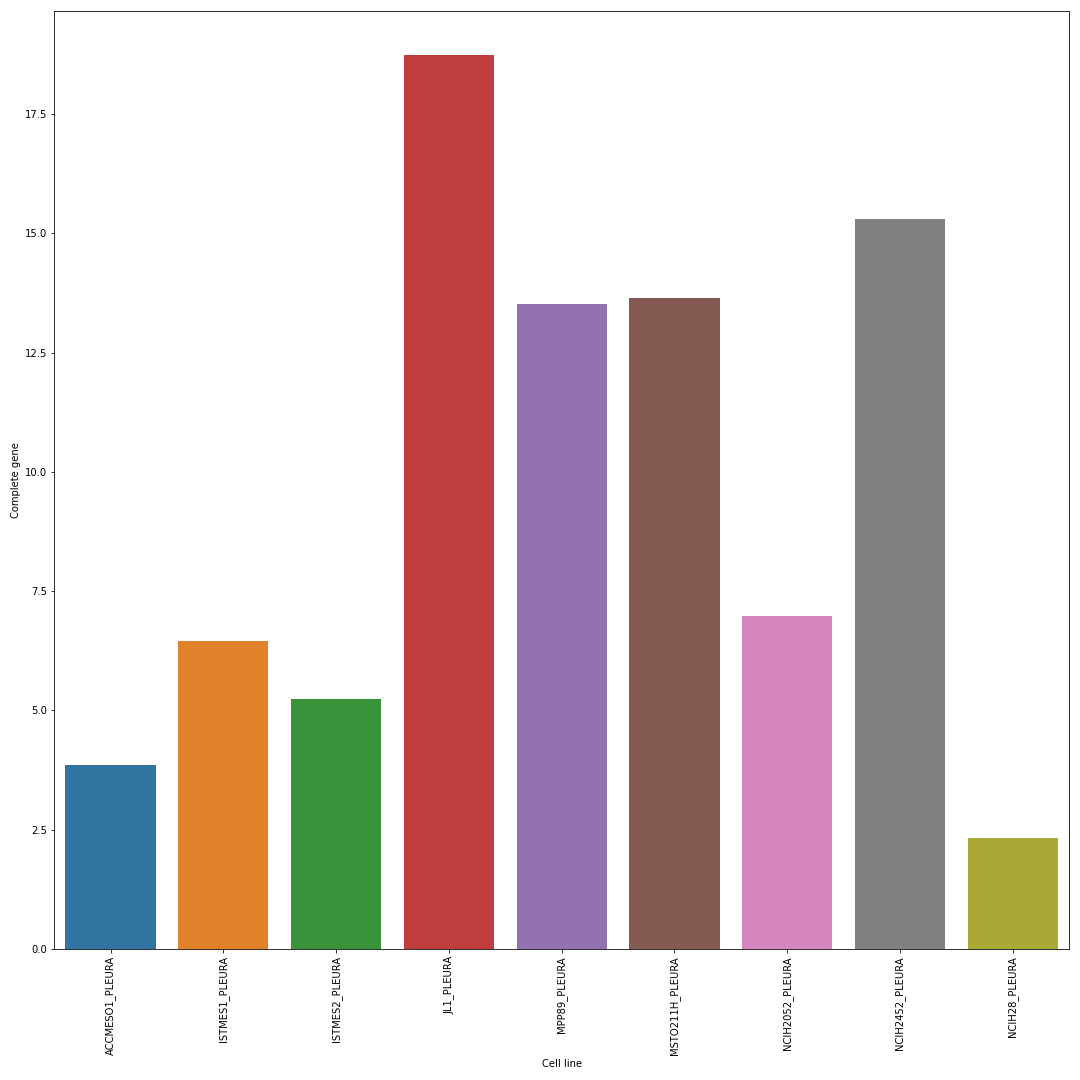 Complete gene
17.5
15.0
12.5
10.0
7.5
5.0
2.5
0.0
ACCMESO1_PLEURA
ISTMES1_PLEURA
ISTMES2_PLEURA
JL1_PLEURA
MPP89_PLEURA
MSTO211H_PLEURA
NCIH2052_PLEURA
NCIH2452_PLEURA
NCIH28_PLEURA
Cell line